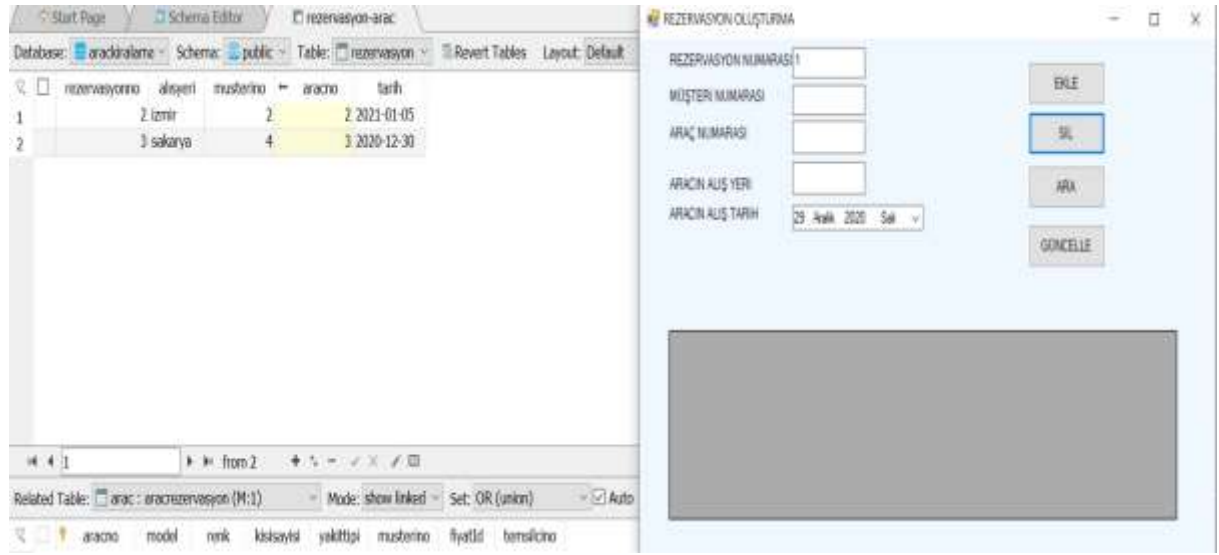 Start Page Schema Editor rezervasyon-arac
Database: arackiralama Schema: public Table: rezervasyon Revert Tables Layout: Default
rezervasyonno alisyeri musterino aracno tarih
1 2 izmir 2 2 2021-01-05
2 3 sakarya 4 3 2020-12-30
1 from 2
Related Table: arac : aracrezervasyon (M:1) Mode: show linked Set: OR (union) Auto
aracno model renk kisisayisi yakittipi musterino fiyatId temsilcino
REZERVASYON OLUŞTURMA
REZERVASYON NUMARASI 1
MÜŞTERİ NUMARASI
ARAÇ NUMARASI
ARACIN ALIŞ YERİ
ARACIN ALIŞ TARİH 29 Aralık 2020 Salı
EKLE
SİL
ARA
GÜNCELLE